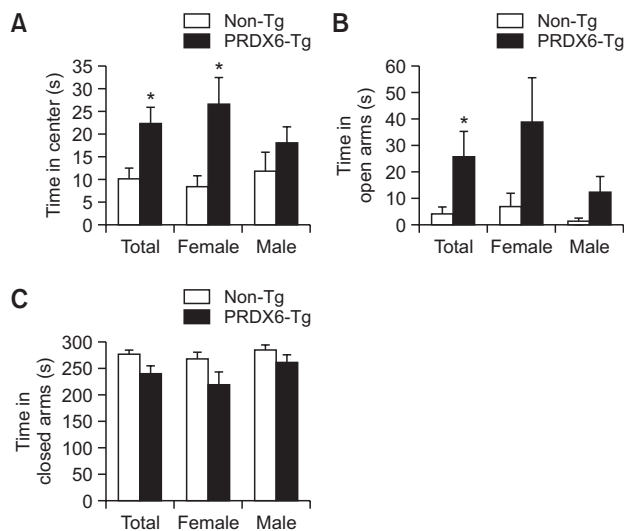 A
Non-Tg
PRDX6-Tg
Time in center (s)
40
35
30
25
20
15
10
5
0
*
*
Total Female Male
B
Non-Tg
PRDX6-Tg
Time in
open arms (s)
60
50
40
30
20
10
0
*
Total Female Male
C
Non-Tg
PRDX6-Tg
Time in
closed arms (s)
300
250
200
150
100
50
0
Total Female Male